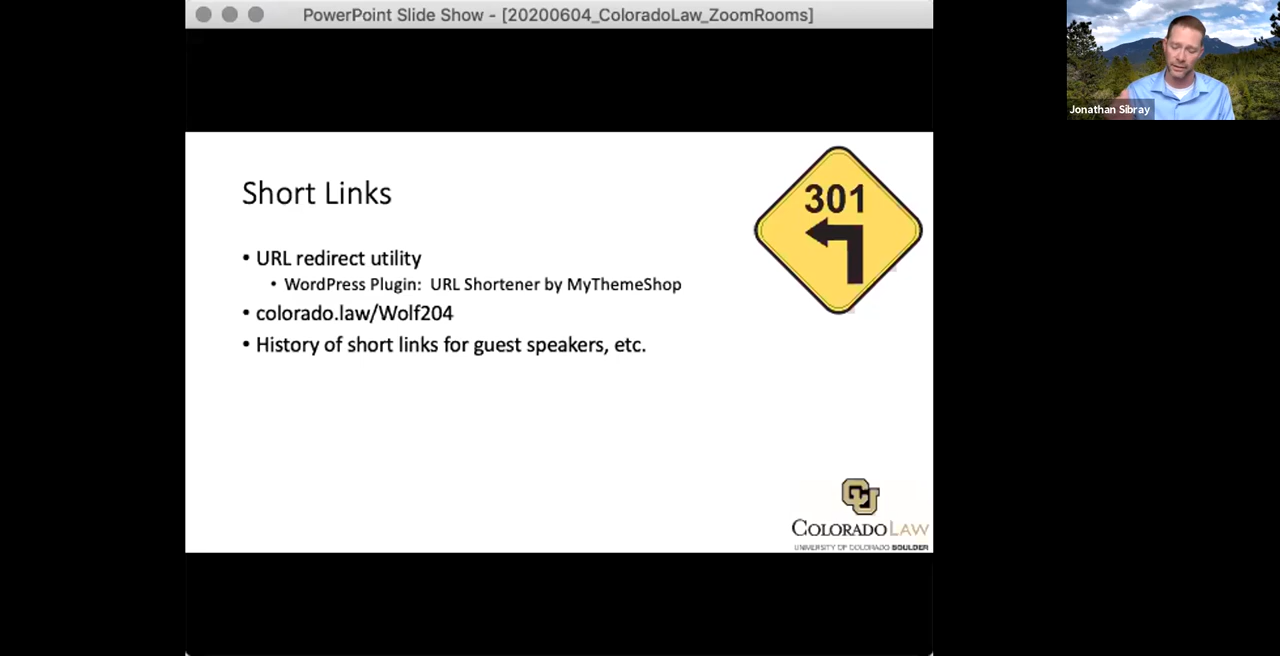 PowerPoint Slide Show - [20200604_ColoradoLaw_ZoomRooms]
Jonathan Sibray
Short Links
301
• URL redirect utility
• WordPress Plugin:  URL Shortener by MyThemeShop
• colorado.law/Wolf204
• History of short links for guest speakers, etc.
CU
COLORADO LAW
UNIVERSITY OF COLORADO BOULDER